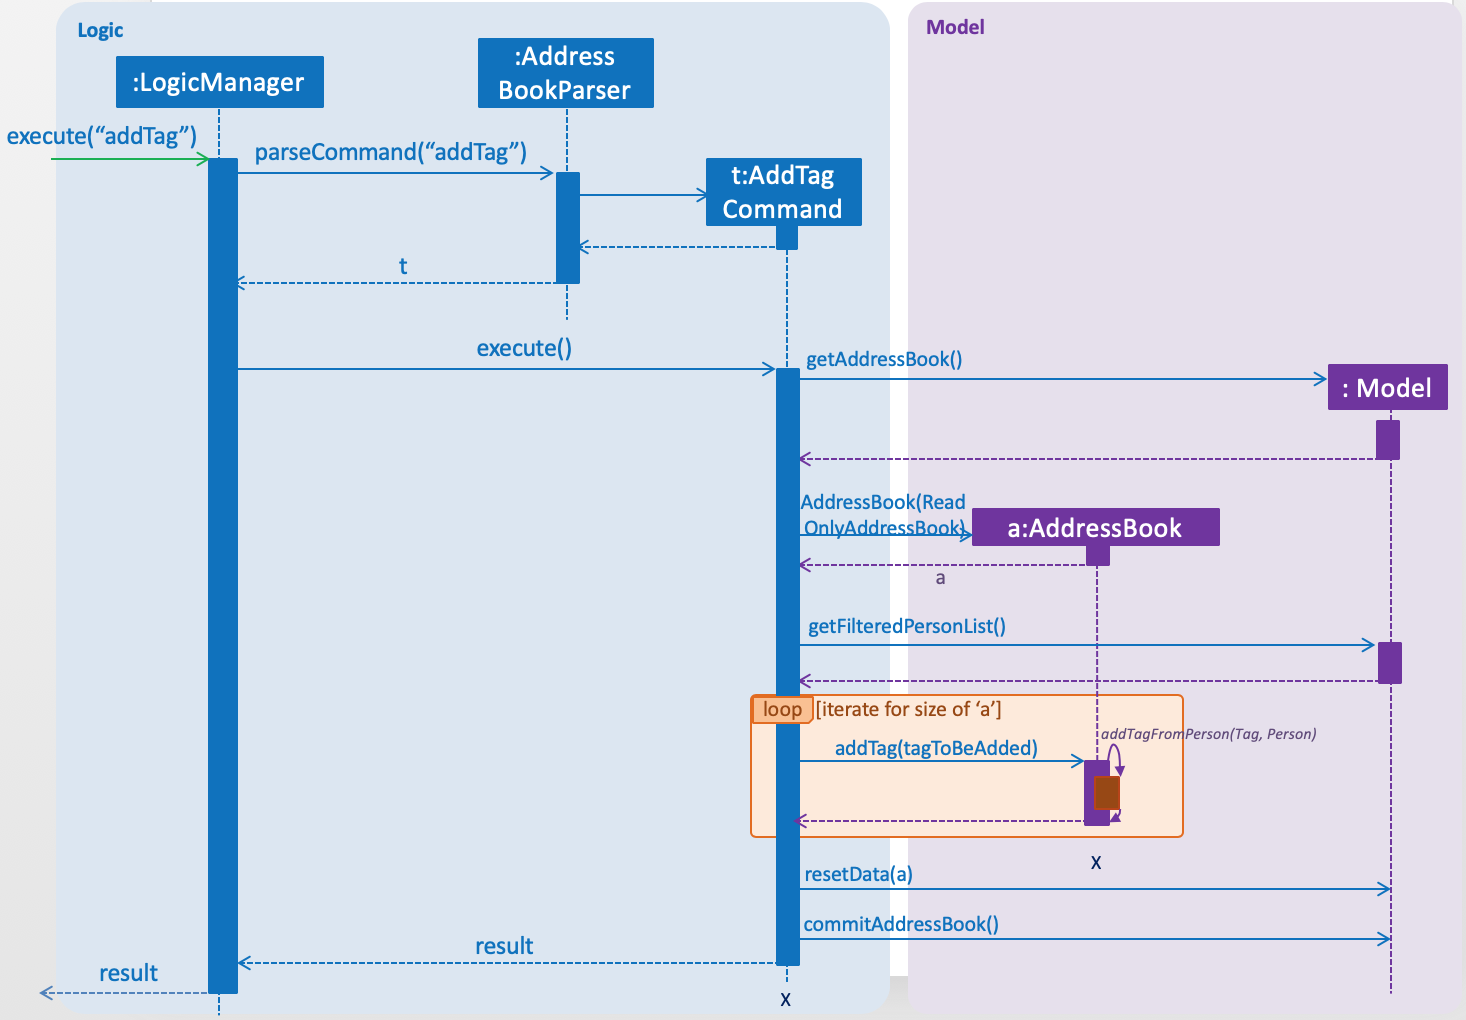 Logic
Model
:LogicManager
:Address
BookParser
execute(“addTag”)
parseCommand(“addTag”)
t:AddTag
Command
t
execute()
getAddressBook()
: Model
AddressBook(Read
OnlyAddressBook)
a:AddressBook
a
getFilteredPersonList()
loop
[iterate for size of ‘a’]
addTagFromPerson(Tag, Person)
addTag(tagToBeAdded)
X
resetData(a)
commitAddressBook()
result
result
X